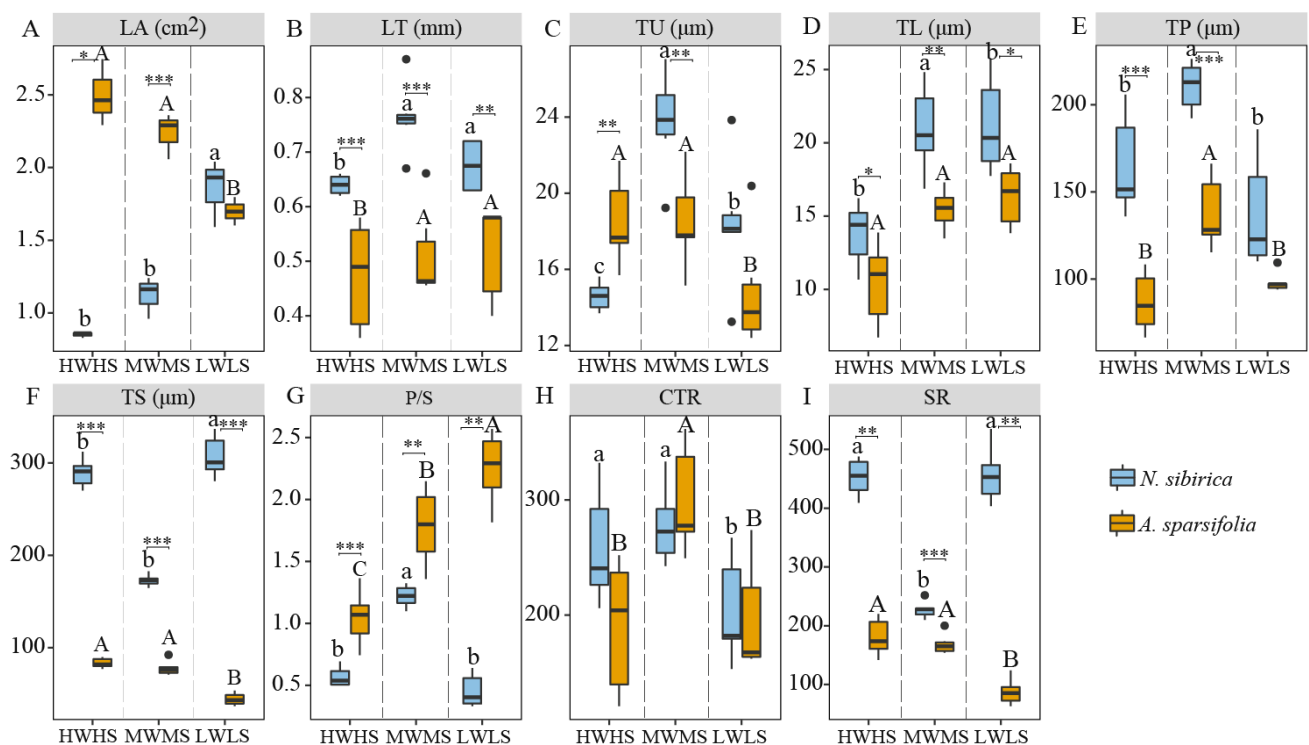 A LA (cm²)
* A
2.5
*** A
2.0
a
B
1.5
b
1.0
b
HWHS MWMS LWLS
B LT (mm)
0.8
***
a
**
a
0.7
***
b
A
A
0.6
B
0.5
0.4
HWHS MWMS LWLS
C TU (μm)
a **
24
**
A
A
20
b
16
c
B
12
HWHS MWMS LWLS
D TL (μm)
** b *
25
a
20
A
A
*
b
15
A
10
HWHS MWMS LWLS
E TP (μm)
a
***
***
b
200
b
A
150
B
B
100
HWHS MWMS LWLS
F TS (μm)
***
b
a
***
300
***
b
200
A
A
100
B
HWHS MWMS LWLS
G P/S
** A
2.5
**
B
2.0
***
C
1.5
a
1.0
b
b
0.5
HWHS MWMS LWLS
H CTR
a
a
A
300
B
b
B
200
HWHS MWMS LWLS
I SR
**
a
a
**
500
400
***
300
b
A
A
200
B
100
HWHS MWMS LWLS
N. sibirica
A. sparsifolia